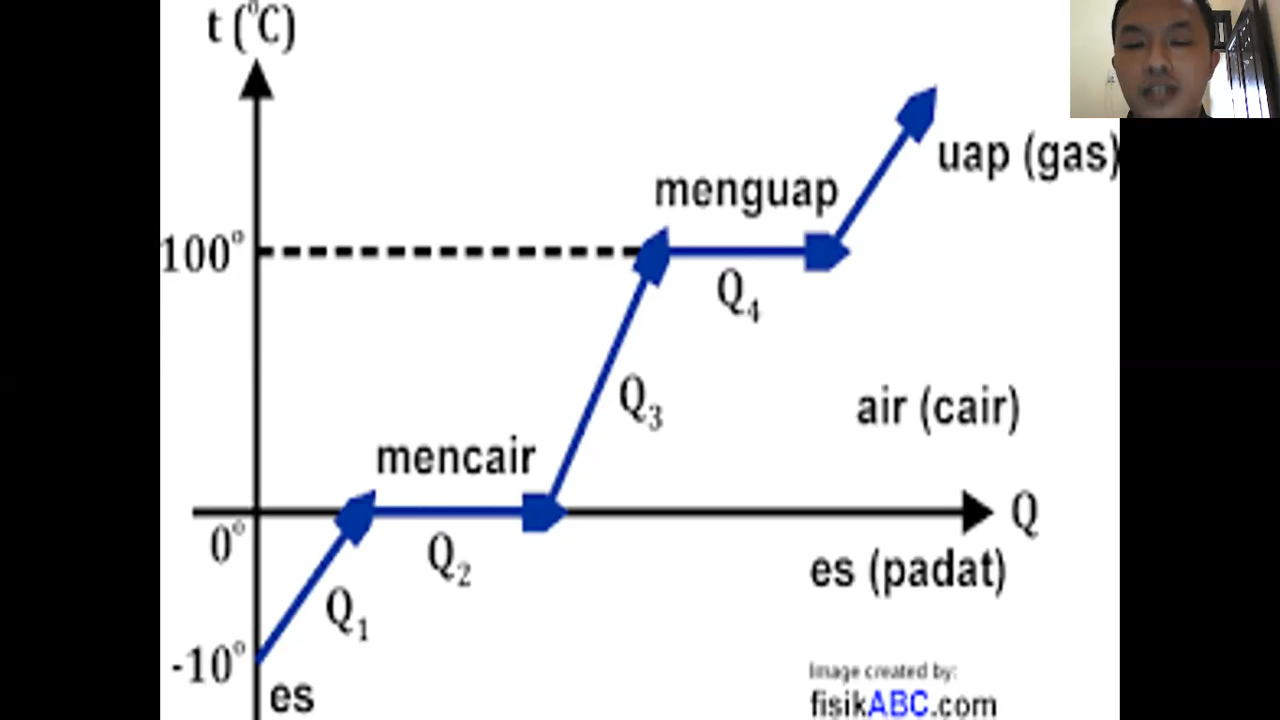 t (°C)
uap (gas)
menguap
100°
Q4
Q3
air (cair)
mencair
Q
0°
Q2
es (padat)
Q1
-10°
es
Image created by:
fisikABC.com